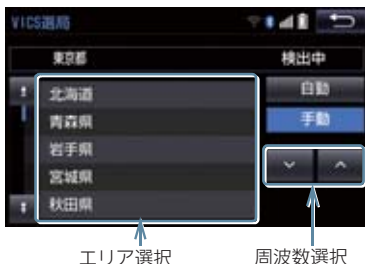 VICS選局
東京都 検出中
北海道 自動
青森県 手動
岩手県
宮城県
秋田県
エリア選択 周波数選択